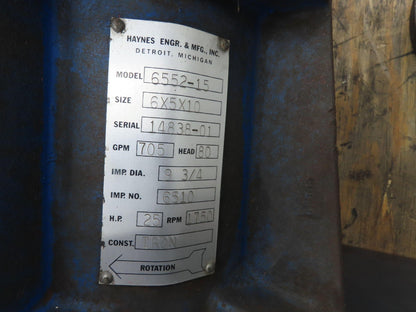 HAYNES ENGR. & MFG., INC.
DETROIT, MICHIGAN
MODEL 6552-15
SIZE 6X5X10
SERIAL 14838-01
GPM 705 HEAD 80
IMP. DIA. 9 3/4
IMP. NO. 6510
H.P. 25 RPM 1750
CONST. IRON
ROTATION